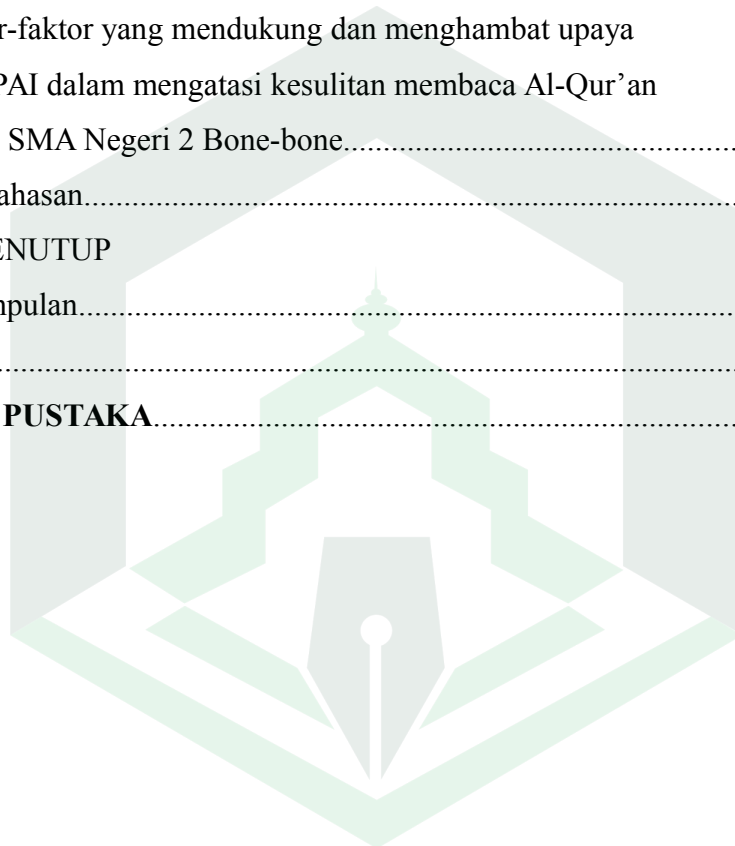 r-faktor yang mendukung dan menghambat upaya
PAI dalam mengatasi kesulitan membaca Al-Qur’an
SMA Negeri 2 Bone-bone......................................................
ahasan.........................................................................................
ENUTUP
npulan..........................................................................................
.....................................................................................................
PUSTAKA................................................................................